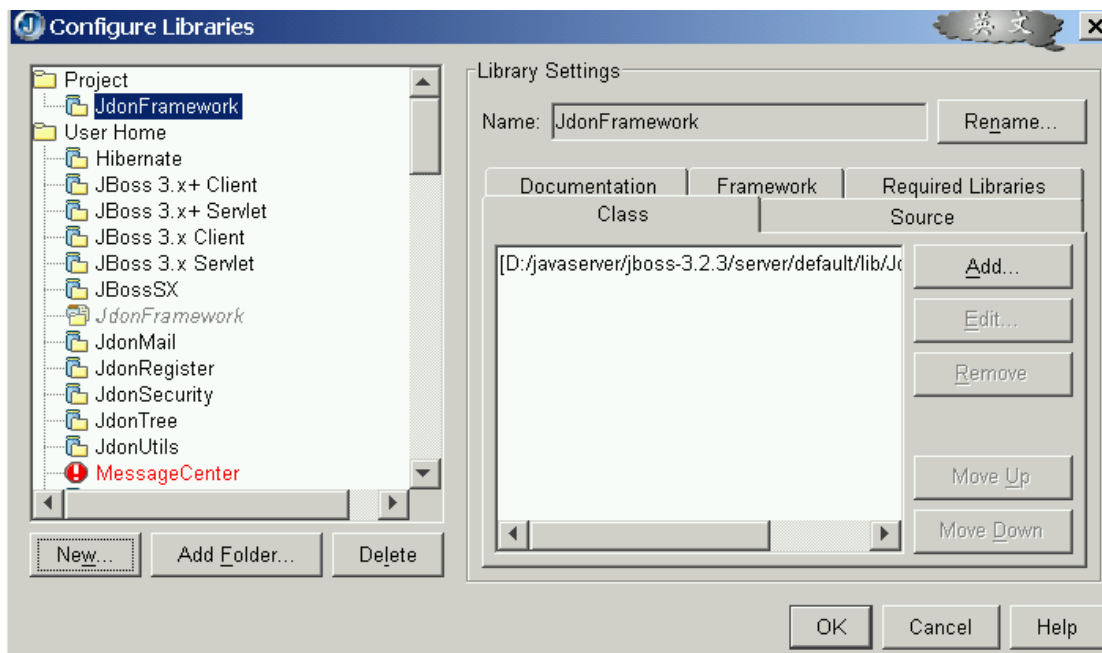 Configure Libraries
英 文
Project
JdonFramework
User Home
Hibernate
JBoss 3.x+ Client
JBoss 3.x+ Servlet
JBoss 3.x Client
JBoss 3.x Servlet
JBossSX
JdonFramework
JdonMail
JdonRegister
JdonSecurity
JdonTree
JdonUtils
MessageCenter
New...
Add Folder...
Delete
Library Settings
Name: JdonFramework
Rename...
Documentation
Framework
Required Libraries
Class
Source
[D:/javaserver/jboss-3.2.3/server/default/lib/Jd
Add...
Edit...
Remove
Move Up
Move Down
OK
Cancel
Help